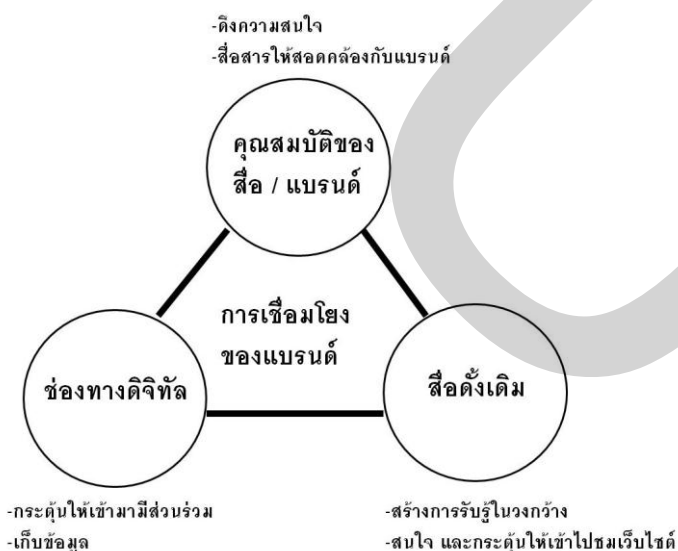 -ดึงความสนใจ
-สื่อสารให้สอดคล้องกับแบรนด์
คุณสมบัติของ
สื่อ / แบรนด์
การเชื่อมโยง
ของแบรนด์
ช่องทางดิจิทัล
สื่อดั้งเดิม
-กระตุ้นให้เข้ามามีส่วนร่วม
-เก็บข้อมูล
-สร้างการรับรู้ในวงกว้าง
-สนใจ และกระตุ้นให้เข้าไปชมเว็บไซต์